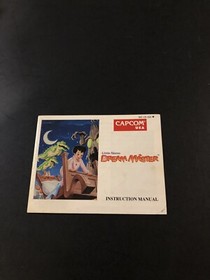 CAPCOM
USA
Little Nemo
DREAM MASTER
INSTRUCTION MANUAL